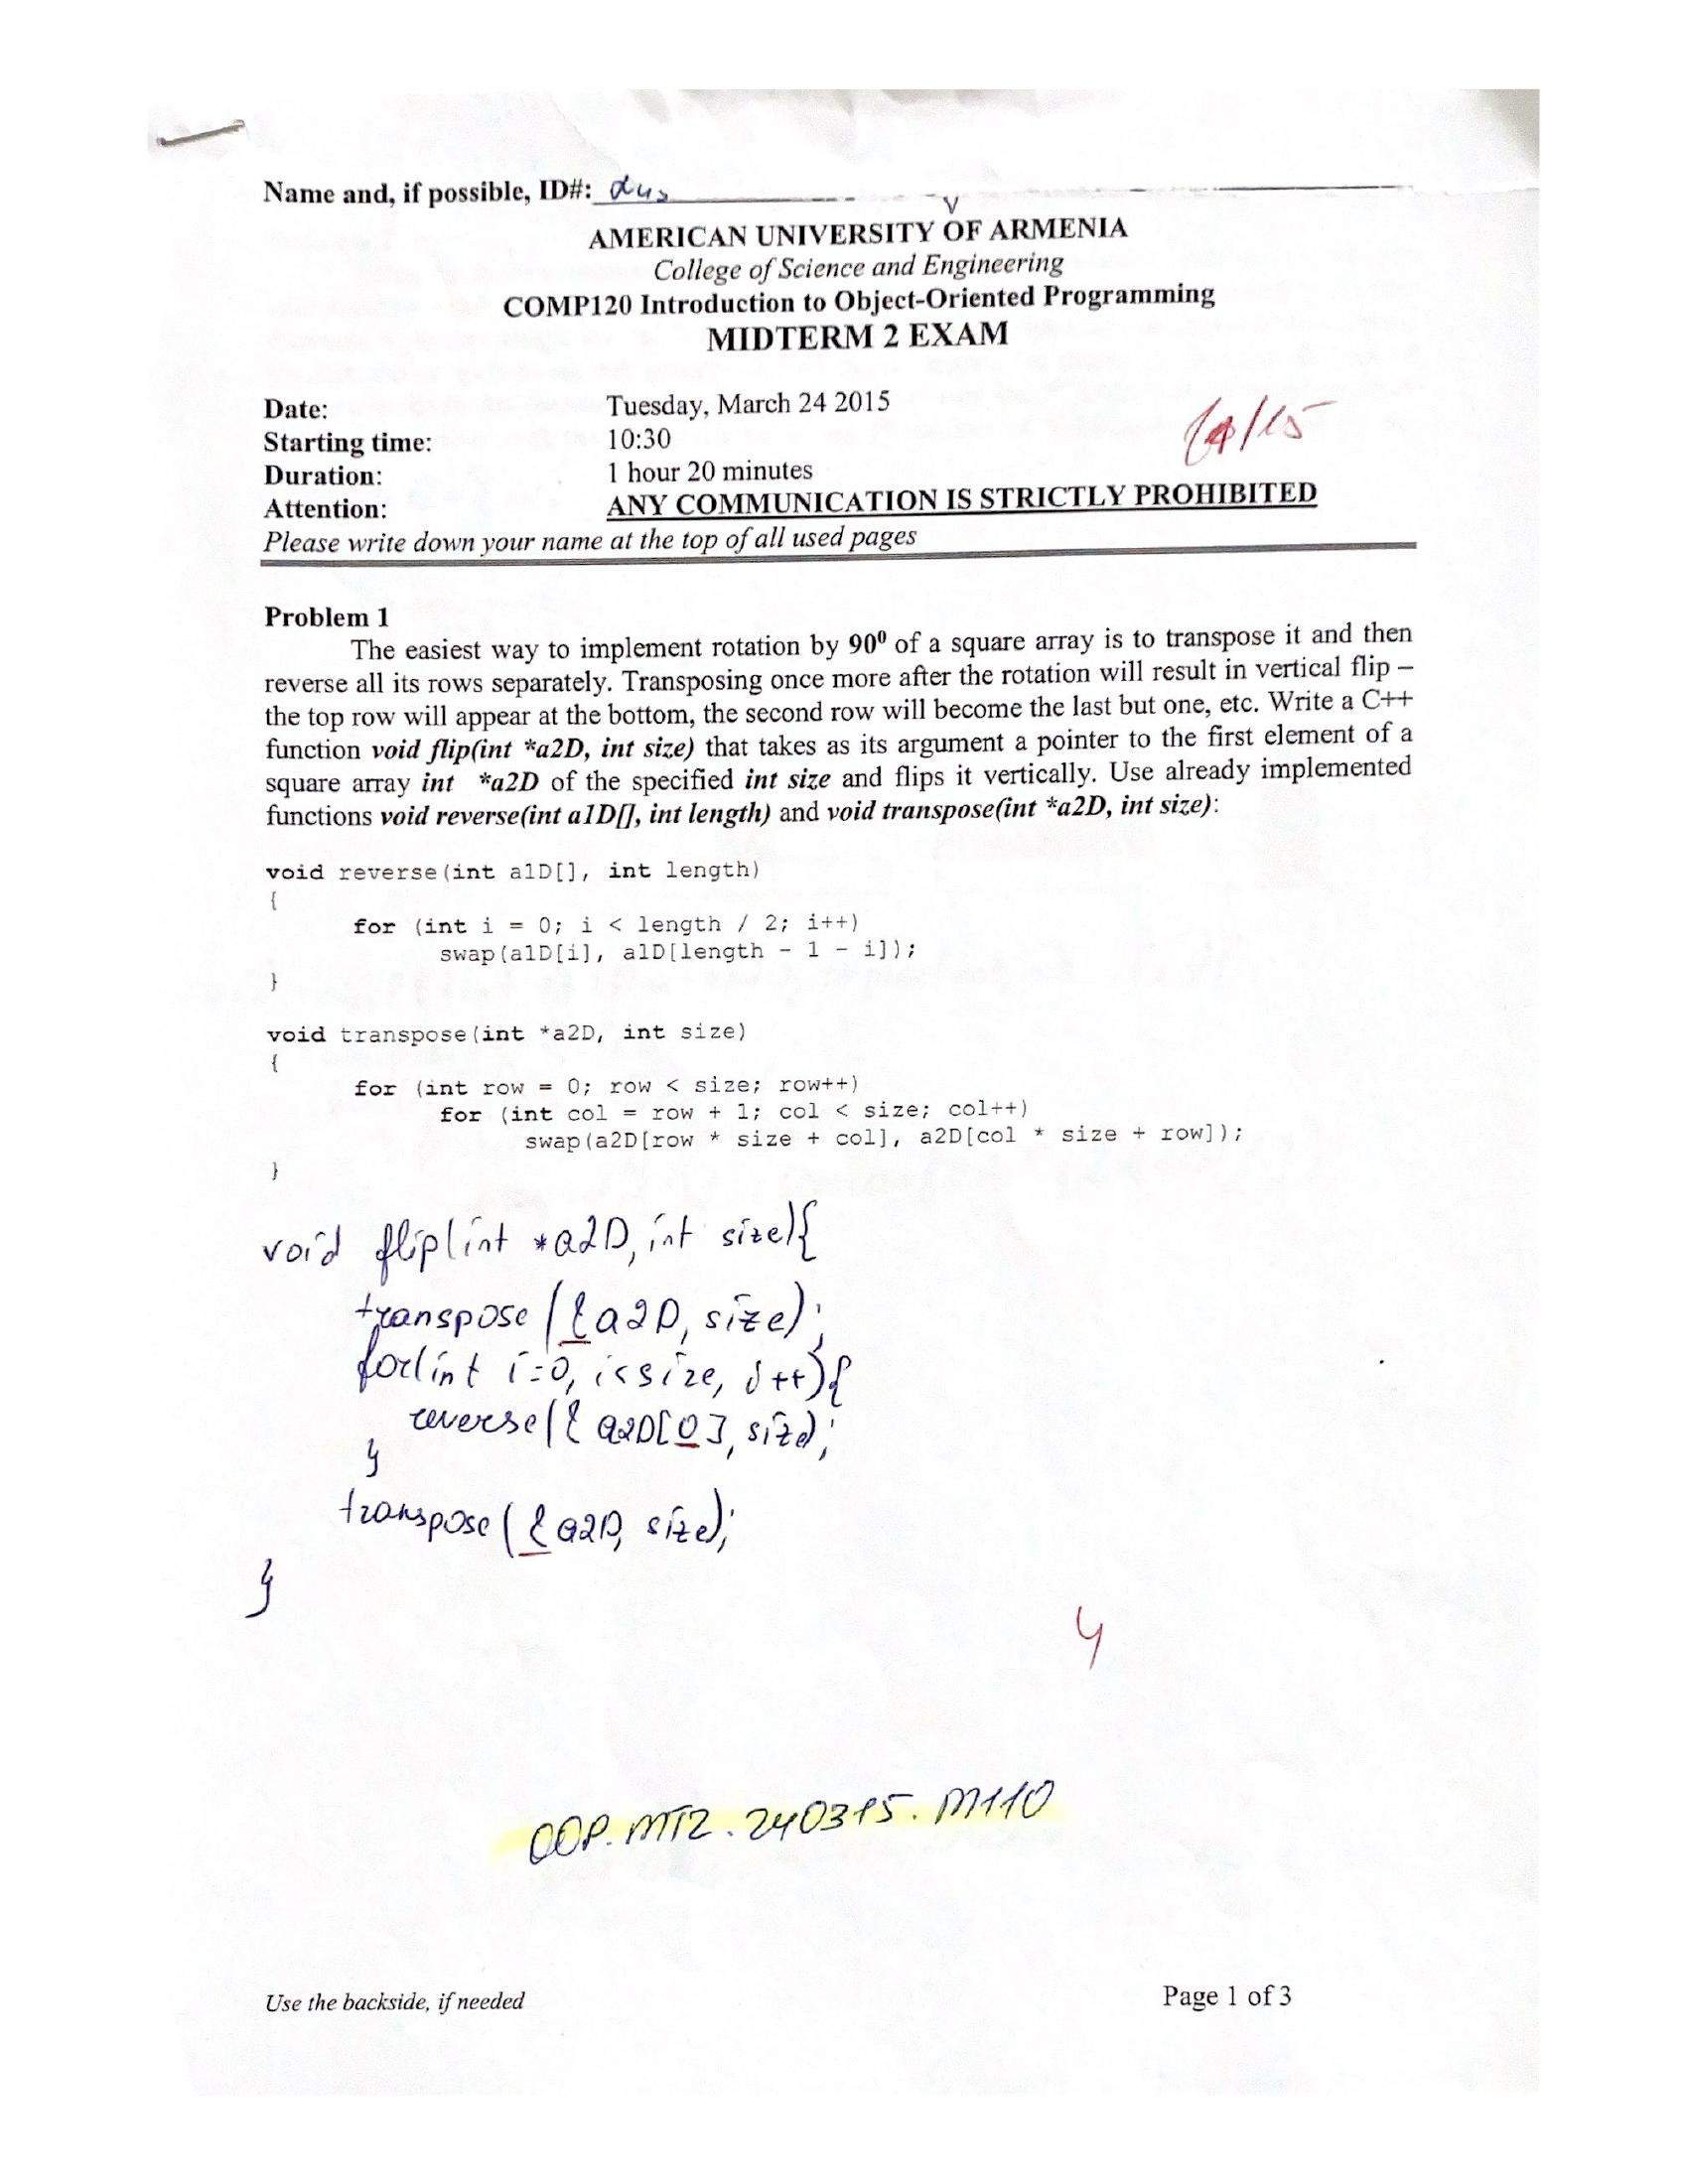 Name and, if possible, ID#:
AMERICAN UNIVERSITY OF ARMENIA
College of Science and Engineering
COMP120 Introduction to Object-Oriented Programming
MIDTERM 2 EXAM
Date: Tuesday, March 24 2015
Starting time: 10:30
Duration: 1 hour 20 minutes
Attention: ANY COMMUNICATION IS STRICTLY PROHIBITED
Please write down your name at the top of all used pages
Problem 1
The easiest way to implement rotation by 90⁰ of a square array is to transpose it and then
reverse all its rows separately. Transposing once more after the rotation will result in vertical flip –
the top row will appear at the bottom, the second row will become the last but one, etc. Write a C++
function void flip(int *a2D, int size) that takes as its argument a pointer to the first element of a
square array int *a2D of the specified int size and flips it vertically. Use already implemented
functions void reverse(int a1D[], int length) and void transpose(int *a2D, int size):
void reverse(int a1D[], int length)
{
for (int i = 0; i < length / 2; i++)
swap(a1D[i], a1D[length - 1 - i]);
}
void transpose(int *a2D, int size)
{
for (int row = 0; row < size; row++)
for (int col = row + 1; col < size; col++)
swap(a2D[row * size + col], a2D[col * size + row]);
}
void flip(int *a2D, int size){
transpose(&a2D, size);
for(int i=0, i<size, i++){
reverse(&a2D[0], size);
}
transpose(&a2D, size);
}
4
OOP.MT2.240315.M110
Use the backside, if needed Page 1 of 3